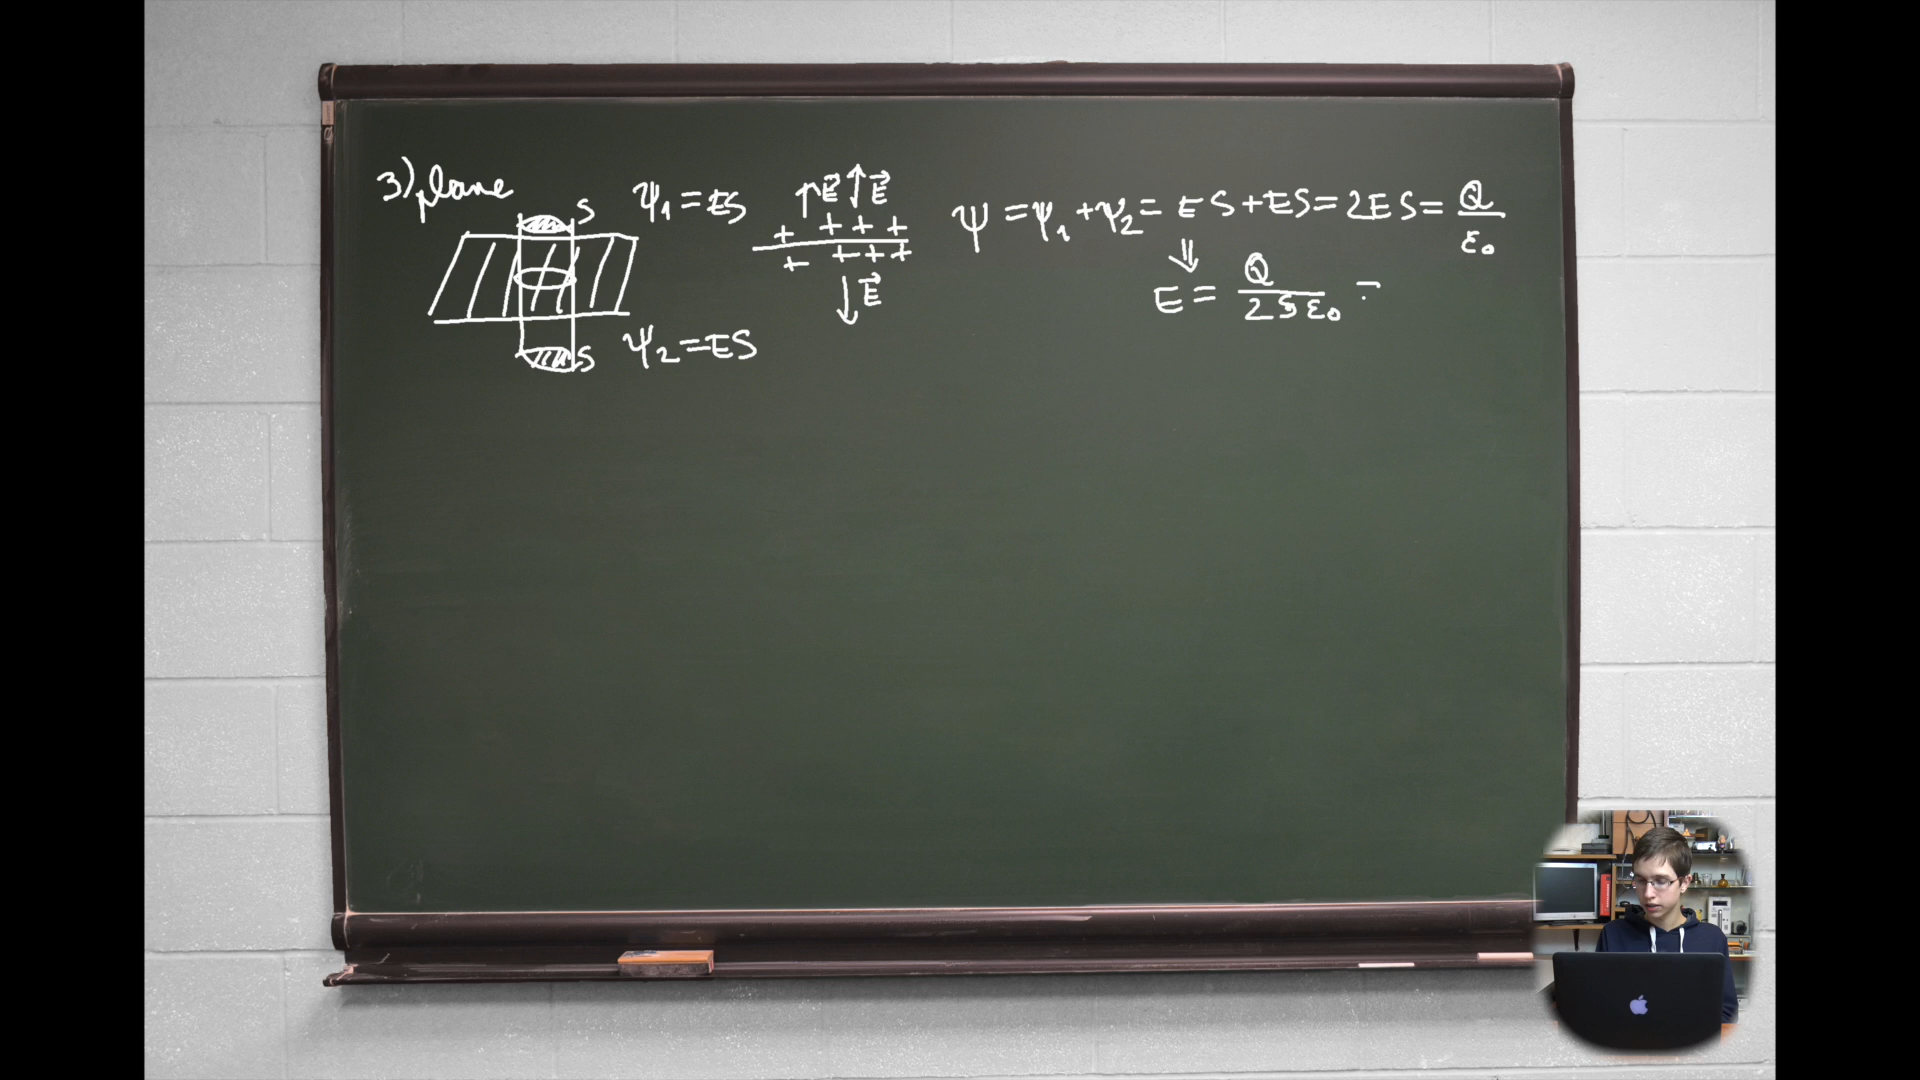 3) plane
S
Ψ₁ = ES
S
Ψ₂ = ES
↑E⃗ ↑E⃗
+ + + +
+ + + +
↓E⃗
Ψ = Ψ₁ + Ψ₂ = ES + ES = 2ES = Q/ε₀
⇓
E = Q/2Sε₀ =